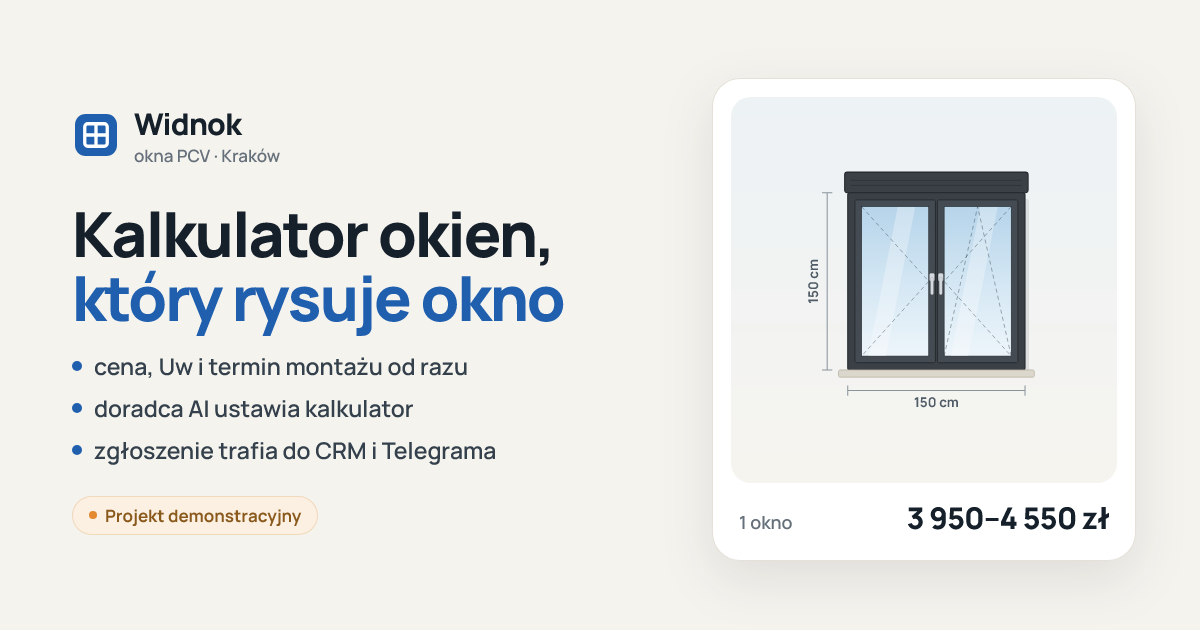 Widnok
okna PCV · Kraków
Kalkulator okien,
który rysuje okno
cena, Uw i termin montażu od razu
doradca AI ustawia kalkulator
zgłoszenie trafia do CRM i Telegrama
Projekt demonstracyjny
150 cm
150 cm
1 okno
3 950–4 550 zł